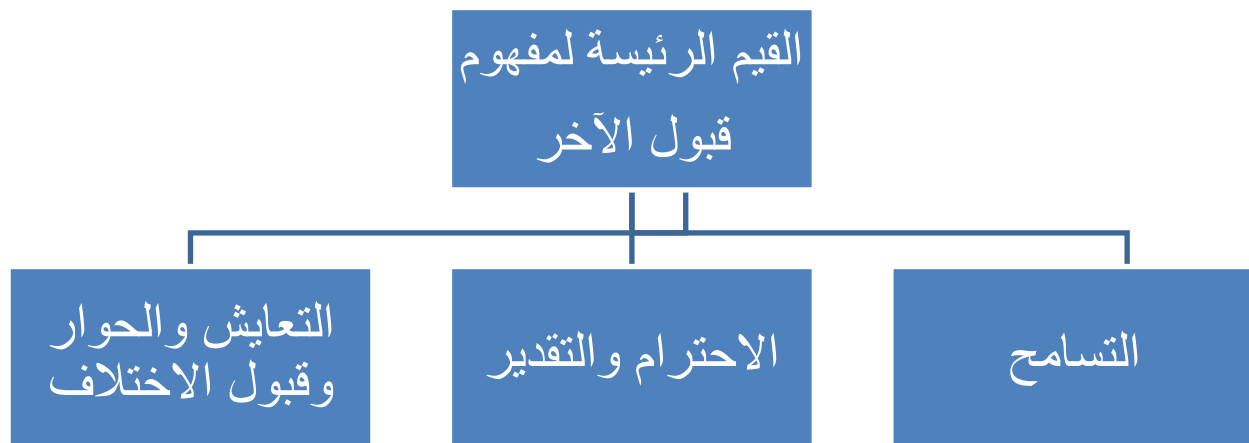 القيم الرئيسة لمفهوم
قبول الآخر
التسامح
الاحترام والتقدير
التعايش والحوار
وقبول الاختلاف